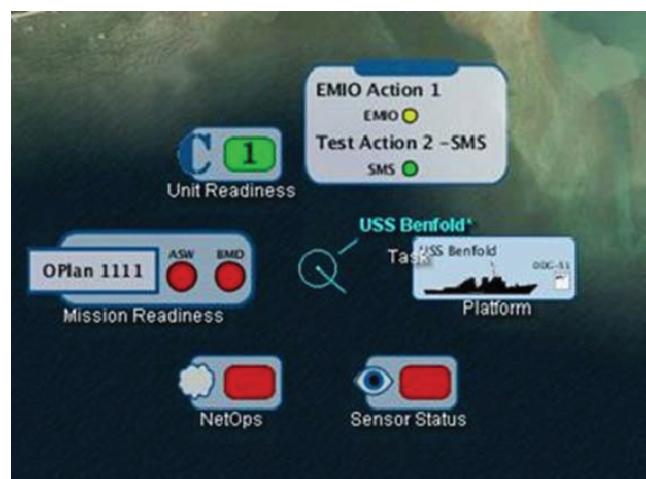 EMIO Action 1
EMIO
Test Action 2 -SMS
SMS
C 1
Unit Readiness
USS Benfold*
Task
USS Benfold
DDG-51
Platform
OPlan 1111
ASW
BMD
Mission Readiness
NetOps
Sensor Status